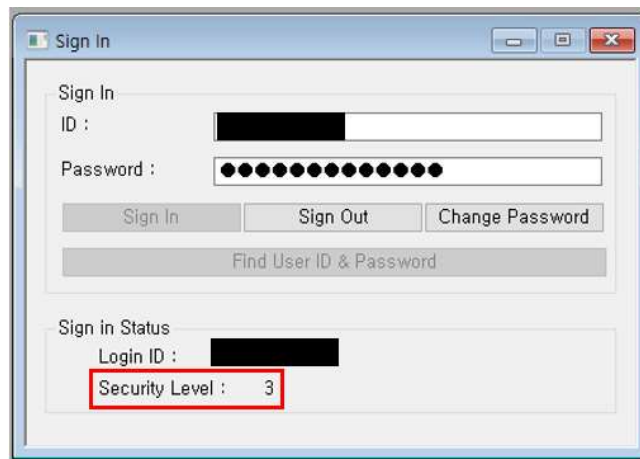 Sign In
Sign In
ID :
Password : ●●●●●●●●●●●●●
Sign In Sign Out Change Password
Find User ID & Password
Sign in Status
Login ID :
Security Level : 3